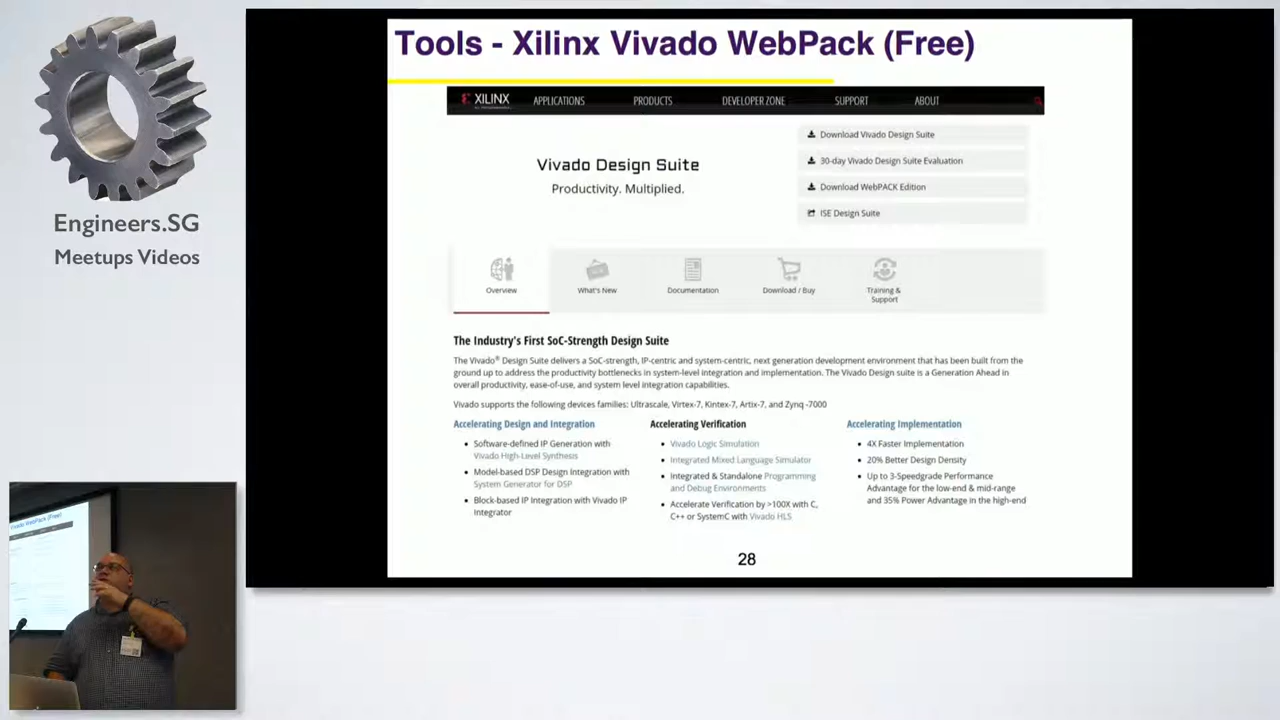 Tools - Xilinx Vivado WebPack (Free)
XILINX
APPLICATIONS
PRODUCTS
DEVELOPER ZONE
SUPPORT
ABOUT
Download Vivado Design Suite
30-day Vivado Design Suite Evaluation
Download WebPACK Edition
ISE Design Suite
Vivado Design Suite
Productivity. Multiplied.
Overview
What's New
Documentation
Download / Buy
Training &
Support
The Industry's First SoC-Strength Design Suite
The Vivado® Design Suite delivers a SoC-strength, IP-centric and system-centric, next generation development environment that has been built from the
ground up to address the productivity bottlenecks in system-level integration and implementation. The Vivado Design suite is a Generation Ahead in
overall productivity, ease-of-use, and system level integration capabilities.
Vivado supports the following devices families: Ultrascale, Virtex-7, Kintex-7, Artix-7, and Zynq -7000
Accelerating Design and Integration
Software-defined IP Generation with
Vivado High-Level Synthesis
Model-based DSP Design Integration with
System Generator for DSP
Block-based IP Integration with Vivado IP
Integrator
Accelerating Verification
Vivado Logic Simulation
Integrated Mixed Language Simulator
Integrated & Standalone Programming
and Debug Environments
Accelerate Verification by >100X with C,
C++ or SystemC with Vivado HLS
Accelerating Implementation
4X Faster Implementation
20% Better Design Density
Up to 3-Speedgrade Performance
Advantage for the low-end & mid-range
and 35% Power Advantage in the high-end
28
Engineers.SG
Meetups Videos
Vivado WebPack (Free)